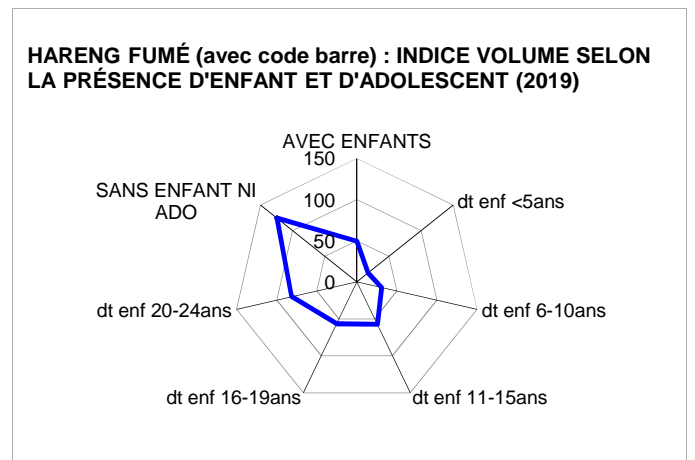 HARENG FUMÉ (avec code barre) : INDICE VOLUME SELON
LA PRÉSENCE D'ENFANT ET D'ADOLESCENT (2019)
AVEC ENFANTS
150
SANS ENFANT NI
ADO
100
dt enf <5ans
50
0
dt enf 20-24ans
dt enf 6-10ans
dt enf 16-19ans
dt enf 11-15ans